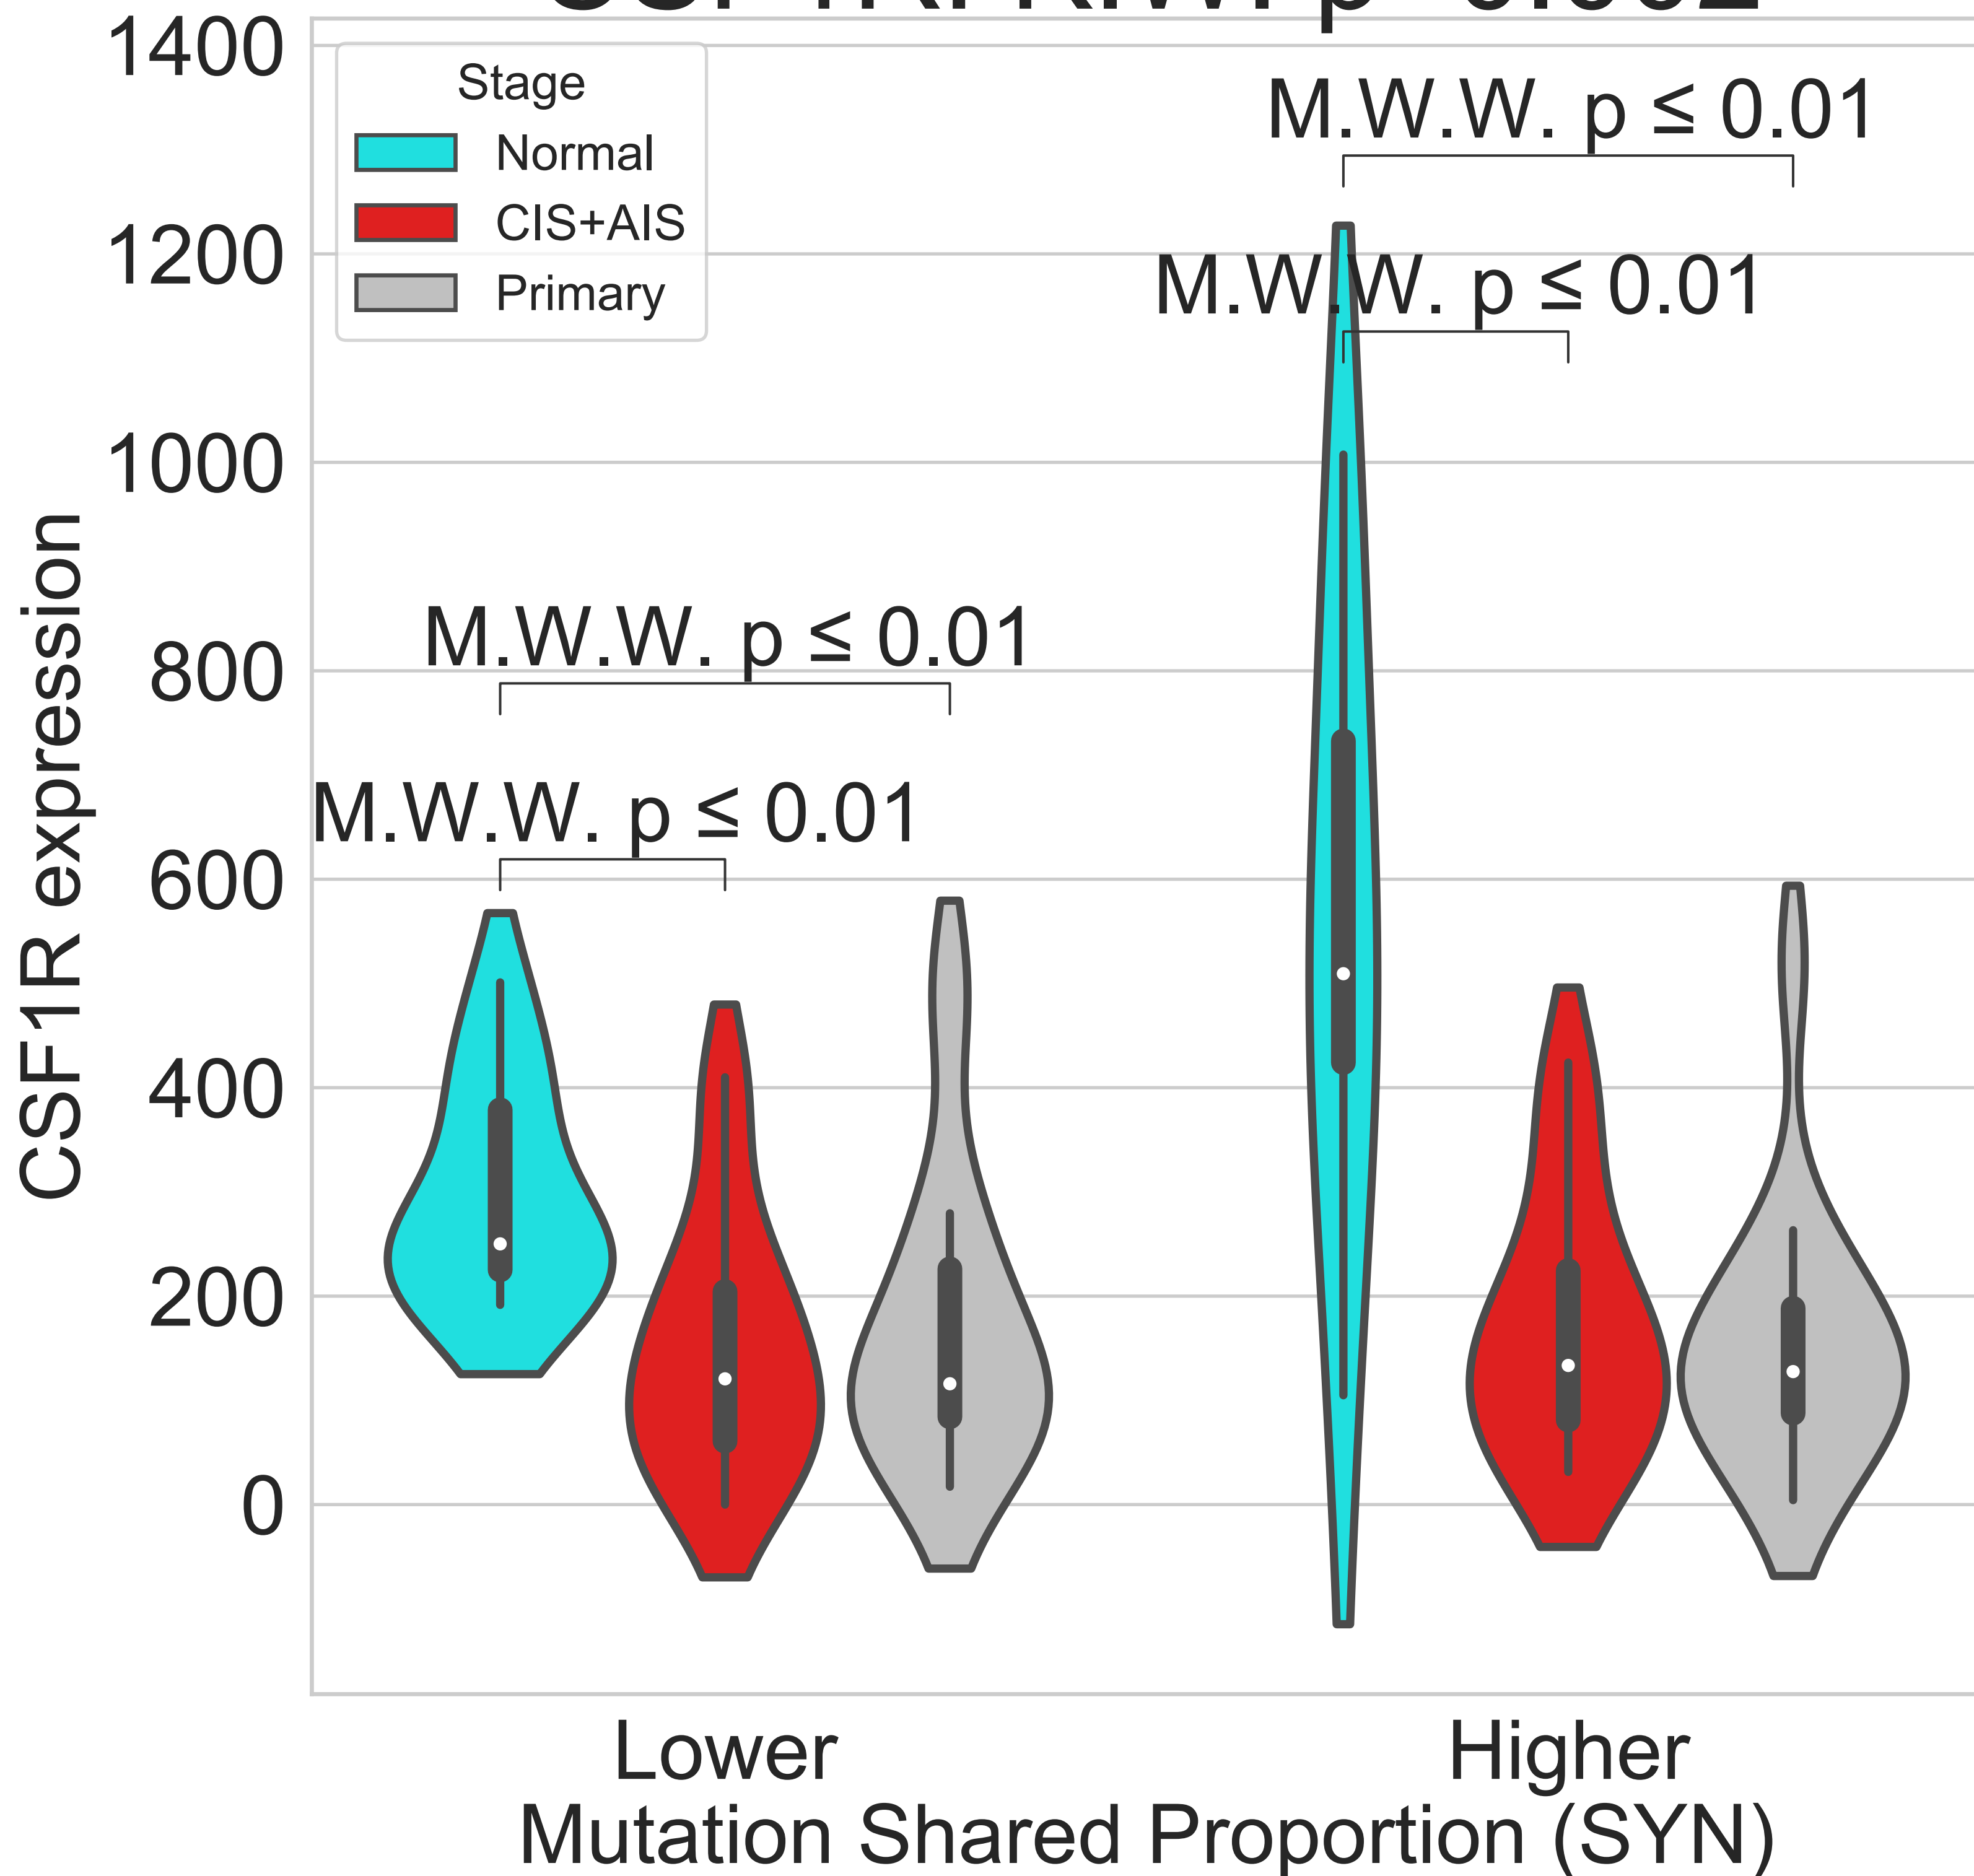 1400
1200
1000
800
600
400
200
0
CSF1R expression
Stage
Normal
CIS+AIS
Primary
M.W.W. p ≤ 0.01
M.W.W. p ≤ 0.01
M.W.W. p ≤ 0.01
M.W.W. p ≤ 0.01
Lower
Higher
Mutation Shared Proportion (SYN)